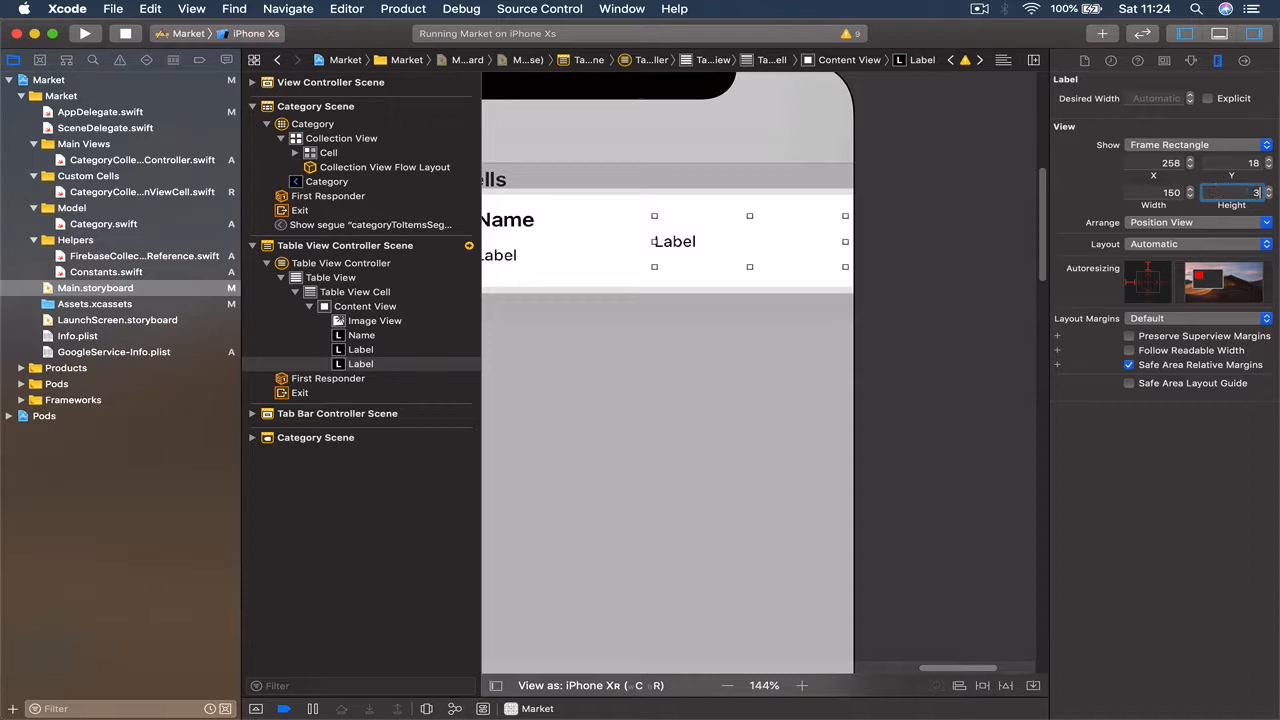 Xcode File Edit View Find Navigate Editor Product Debug Source Control Window Help 100% Sat 11:24
Market iPhone Xs Running Market on iPhone Xs 9
Market Market M...ard M...se) Ta...ne Ta...ller Ta...iew Ta...ell Content View L Label
Market M
Market
AppDelegate.swift M
SceneDelegate.swift
Main Views
CategoryColle...Controller.swift A
Custom Cells
CategoryColle...nViewCell.swift R
Model
Category.swift A
Helpers
FirebaseCollec...Reference.swift A
Constants.swift A
Main.storyboard M
Assets.xcassets
LaunchScreen.storyboard
Info.plist
GoogleService-Info.plist A
Products
Pods
Frameworks
Pods
Filter
View Controller Scene
Category Scene
Category
Collection View
Cell
Collection View Flow Layout
Category
First Responder
Exit
Show segue “categoryToItemsSeg...
Table View Controller Scene
Table View Controller
Table View
Table View Cell
Content View
Image View
L Name
L Label
L Label
First Responder
Exit
Tab Bar Controller Scene
Category Scene
Filter
ells
Name
Label
Label
View as: iPhone XR (wC hR) 144%
Market
Label
Desired Width Automatic Explicit
View
Show Frame Rectangle
258 18
X Y
150 3
Width Height
Arrange Position View
Layout Automatic
Autoresizing
Layout Margins Default
Preserve Superview Margins
Follow Readable Width
Safe Area Relative Margins
Safe Area Layout Guide